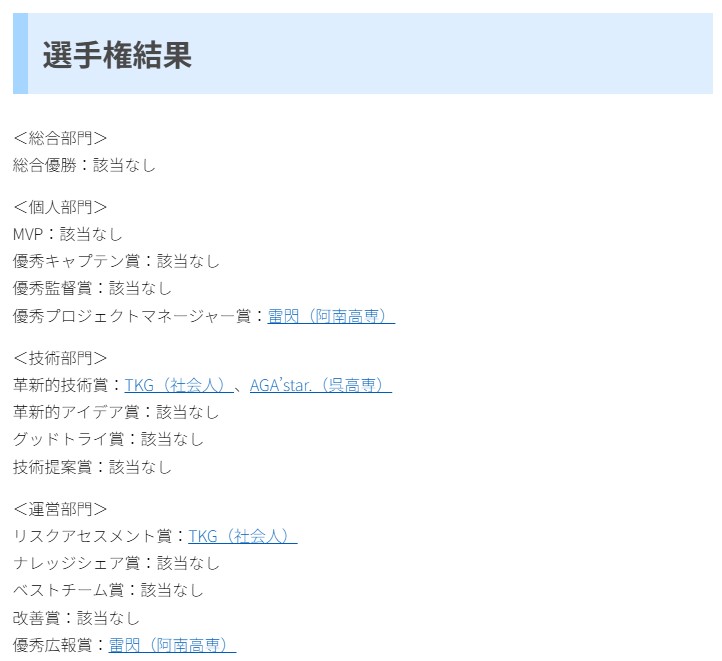 選手権結果
＜総合部門＞
総合優勝：該当なし
＜個人部門＞
MVP：該当なし
優秀キャプテン賞：該当なし
優秀監督賞：該当なし
優秀プロジェクトマネージャー賞：雷閃（阿南高専）
＜技術部門＞
革新的技術賞：TKG（社会人）、AGA’star.（呉高専）
革新的アイデア賞：該当なし
グッドトライ賞：該当なし
技術提案賞：該当なし
＜運営部門＞
リスクアセスメント賞：TKG（社会人）
ナレッジシェア賞：該当なし
ベストチーム賞：該当なし
改善賞：該当なし
優秀広報賞：雷閃（阿南高専）